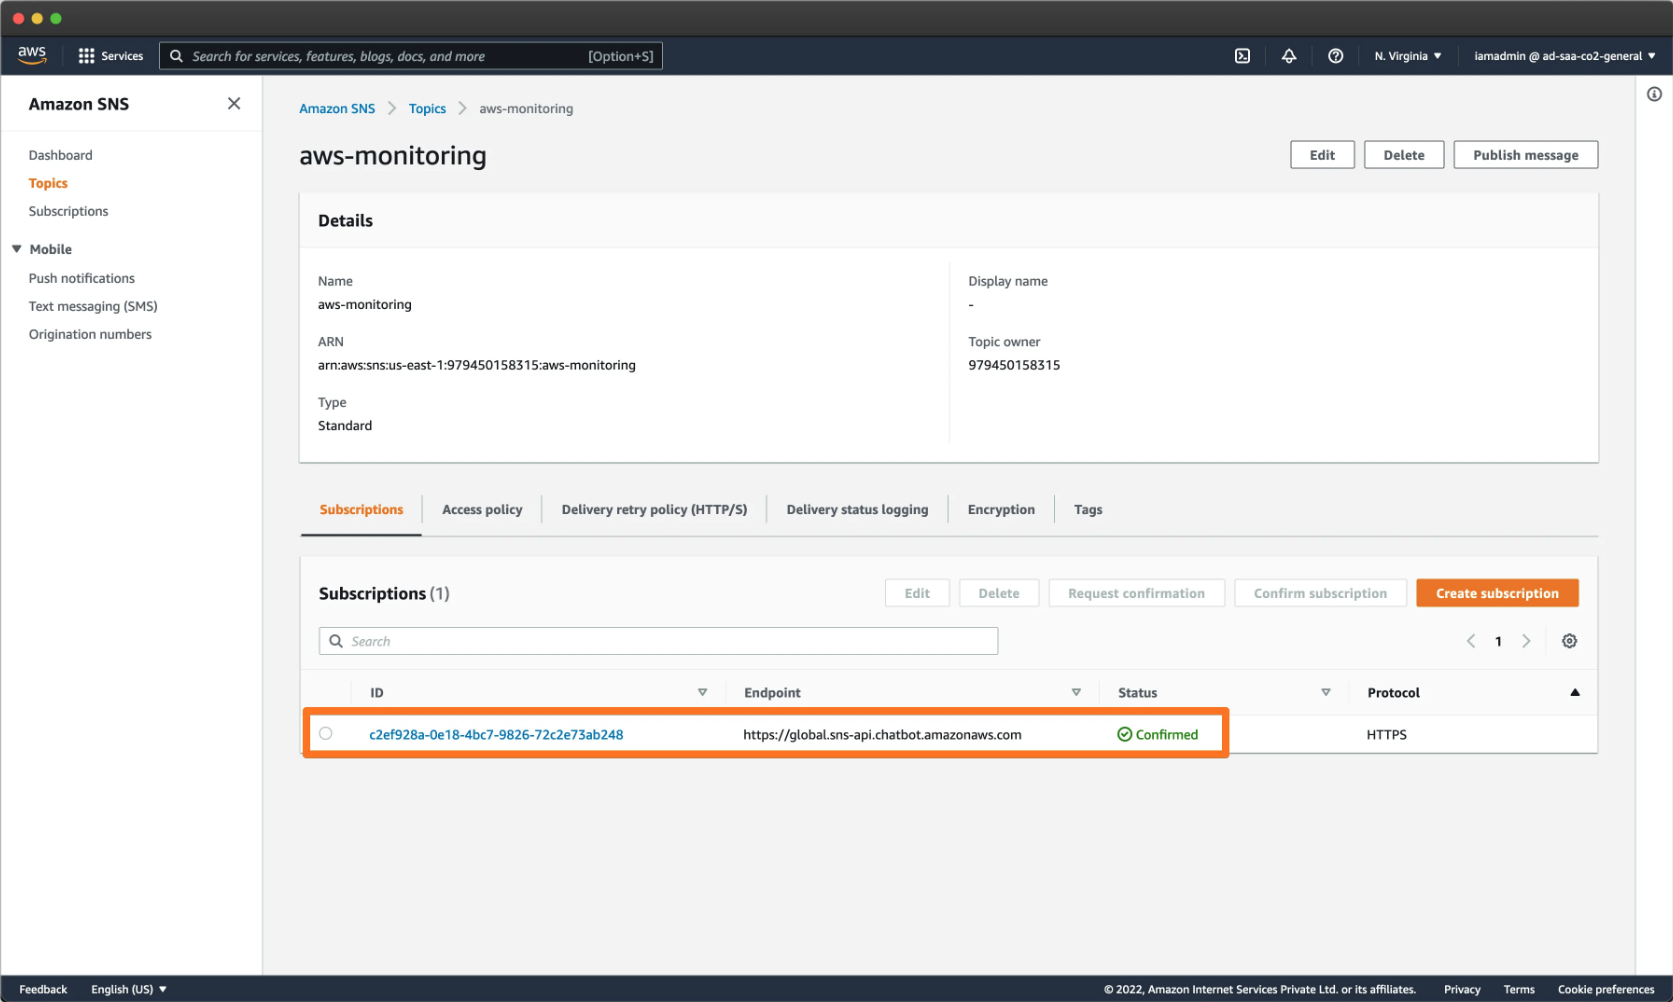 aws
Services
Search for services, features, blogs, docs, and more
[Option+S]
N. Virginia
iamadmin @ ad-saa-co2-general
Amazon SNS
Dashboard
Topics
Subscriptions
Mobile
Push notifications
Text messaging (SMS)
Origination numbers
Amazon SNS
Topics
aws-monitoring
aws-monitoring
Edit
Delete
Publish message
Details
Name
aws-monitoring
ARN
arn:aws:sns:us-east-1:979450158315:aws-monitoring
Type
Standard
Display name
-
Topic owner
979450158315
Subscriptions
Access policy
Delivery retry policy (HTTP/S)
Delivery status logging
Encryption
Tags
Subscriptions (1)
Edit
Delete
Request confirmation
Confirm subscription
Create subscription
Search
1
ID
Endpoint
Status
Protocol
c2ef928a-0e18-4bc7-9826-72c2e73ab248
https://global.sns-api.chatbot.amazonaws.com
Confirmed
HTTPS
Feedback
English (US)
© 2022, Amazon Internet Services Private Ltd. or its affiliates.
Privacy
Terms
Cookie preferences